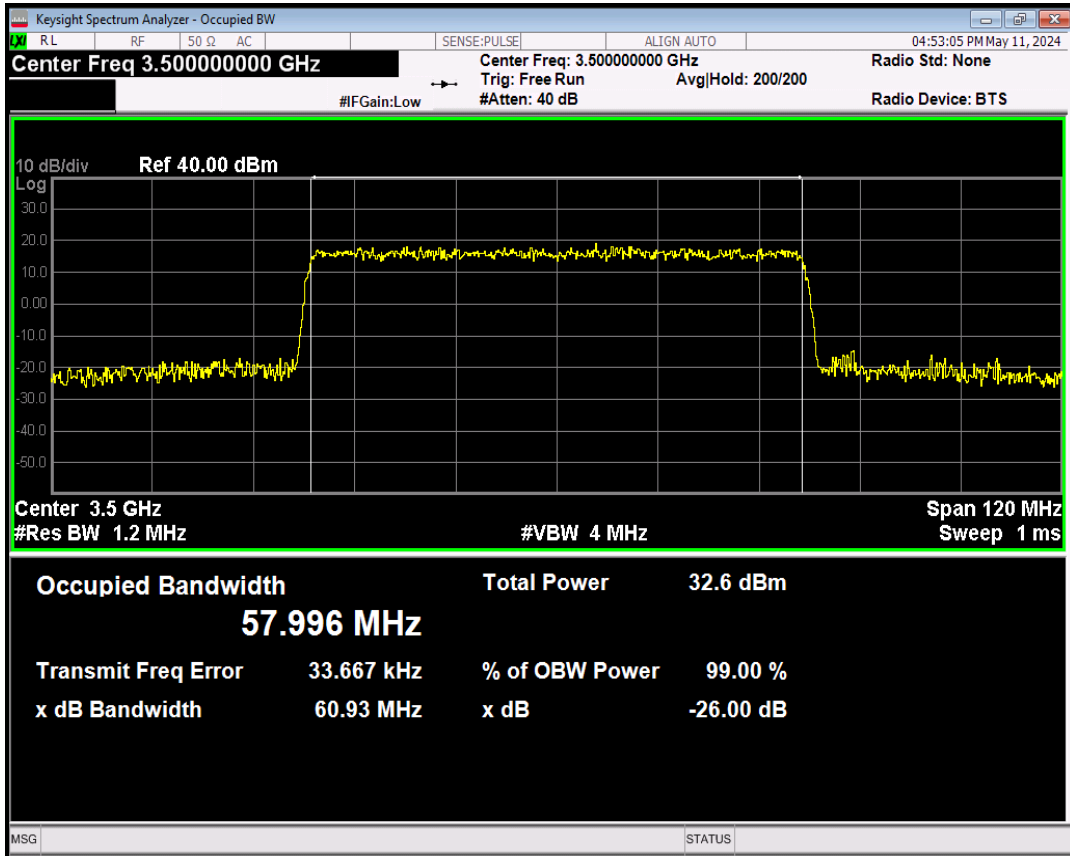 Keysight Spectrum Analyzer - Occupied BW
LXI RL RF 50 Ω AC SENSE:PULSE ALIGN AUTO 04:53:05 PM May 11, 2024
Center Freq 3.500000000 GHz
Center Freq: 3.500000000 GHz
Radio Std: None
Trig: Free Run Avg|Hold: 200/200
#IFGain:Low #Atten: 40 dB Radio Device: BTS
10 dB/div Ref 40.00 dBm
Log
30.0
20.0
10.0
0.00
-10.0
-20.0
-30.0
-40.0
-50.0
Center 3.5 GHz Span 120 MHz
#Res BW 1.2 MHz #VBW 4 MHz Sweep 1 ms
Occupied Bandwidth Total Power 32.6 dBm
57.996 MHz
Transmit Freq Error 33.667 kHz % of OBW Power 99.00 %
x dB Bandwidth 60.93 MHz x dB -26.00 dB
MSG STATUS